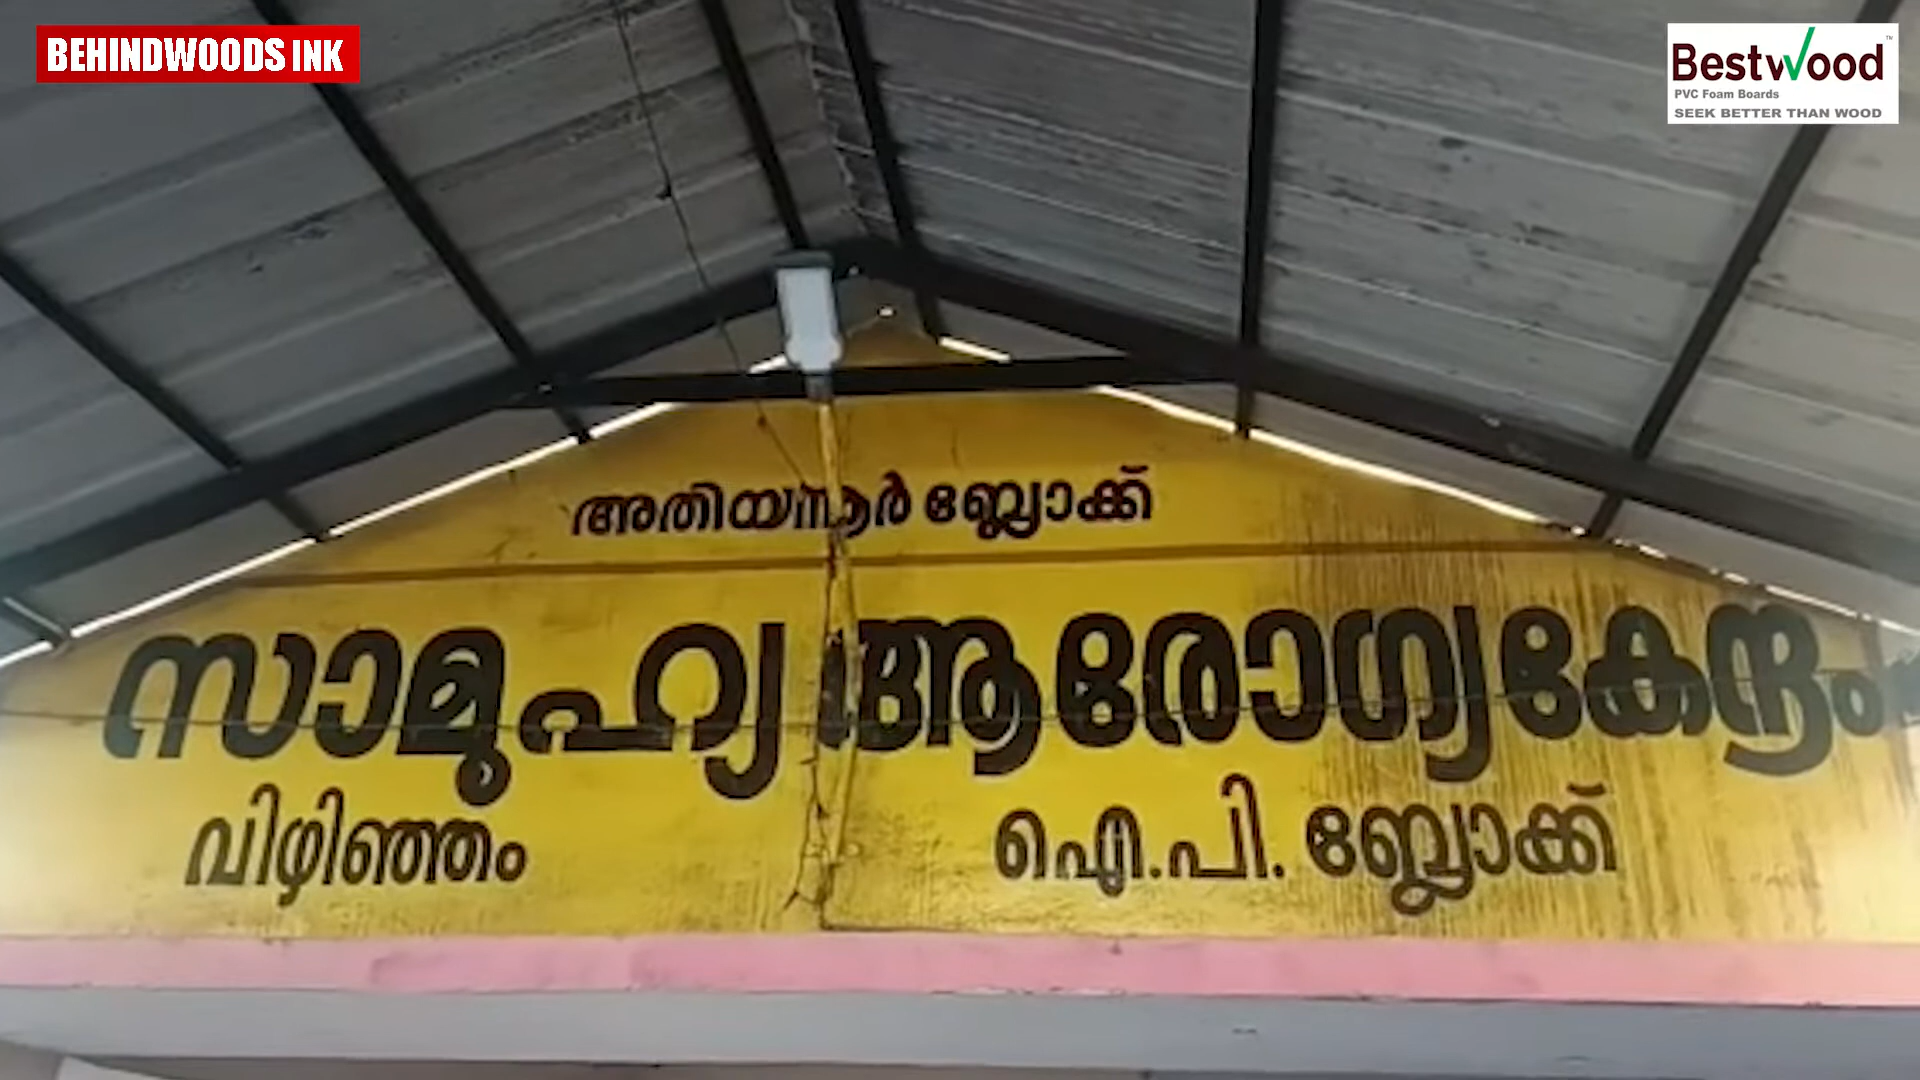 BEHINDWOODS INK
Bestwood
PVC Foam Boards
SEEK BETTER THAN WOOD
അതിയന്നൂർ ബ്ലോക്ക്
സാമൂഹ്യ ആരോഗ്യകേന്ദ്രം
വിഴിഞ്ഞം
ഐ.പി. ബ്ലോക്ക്